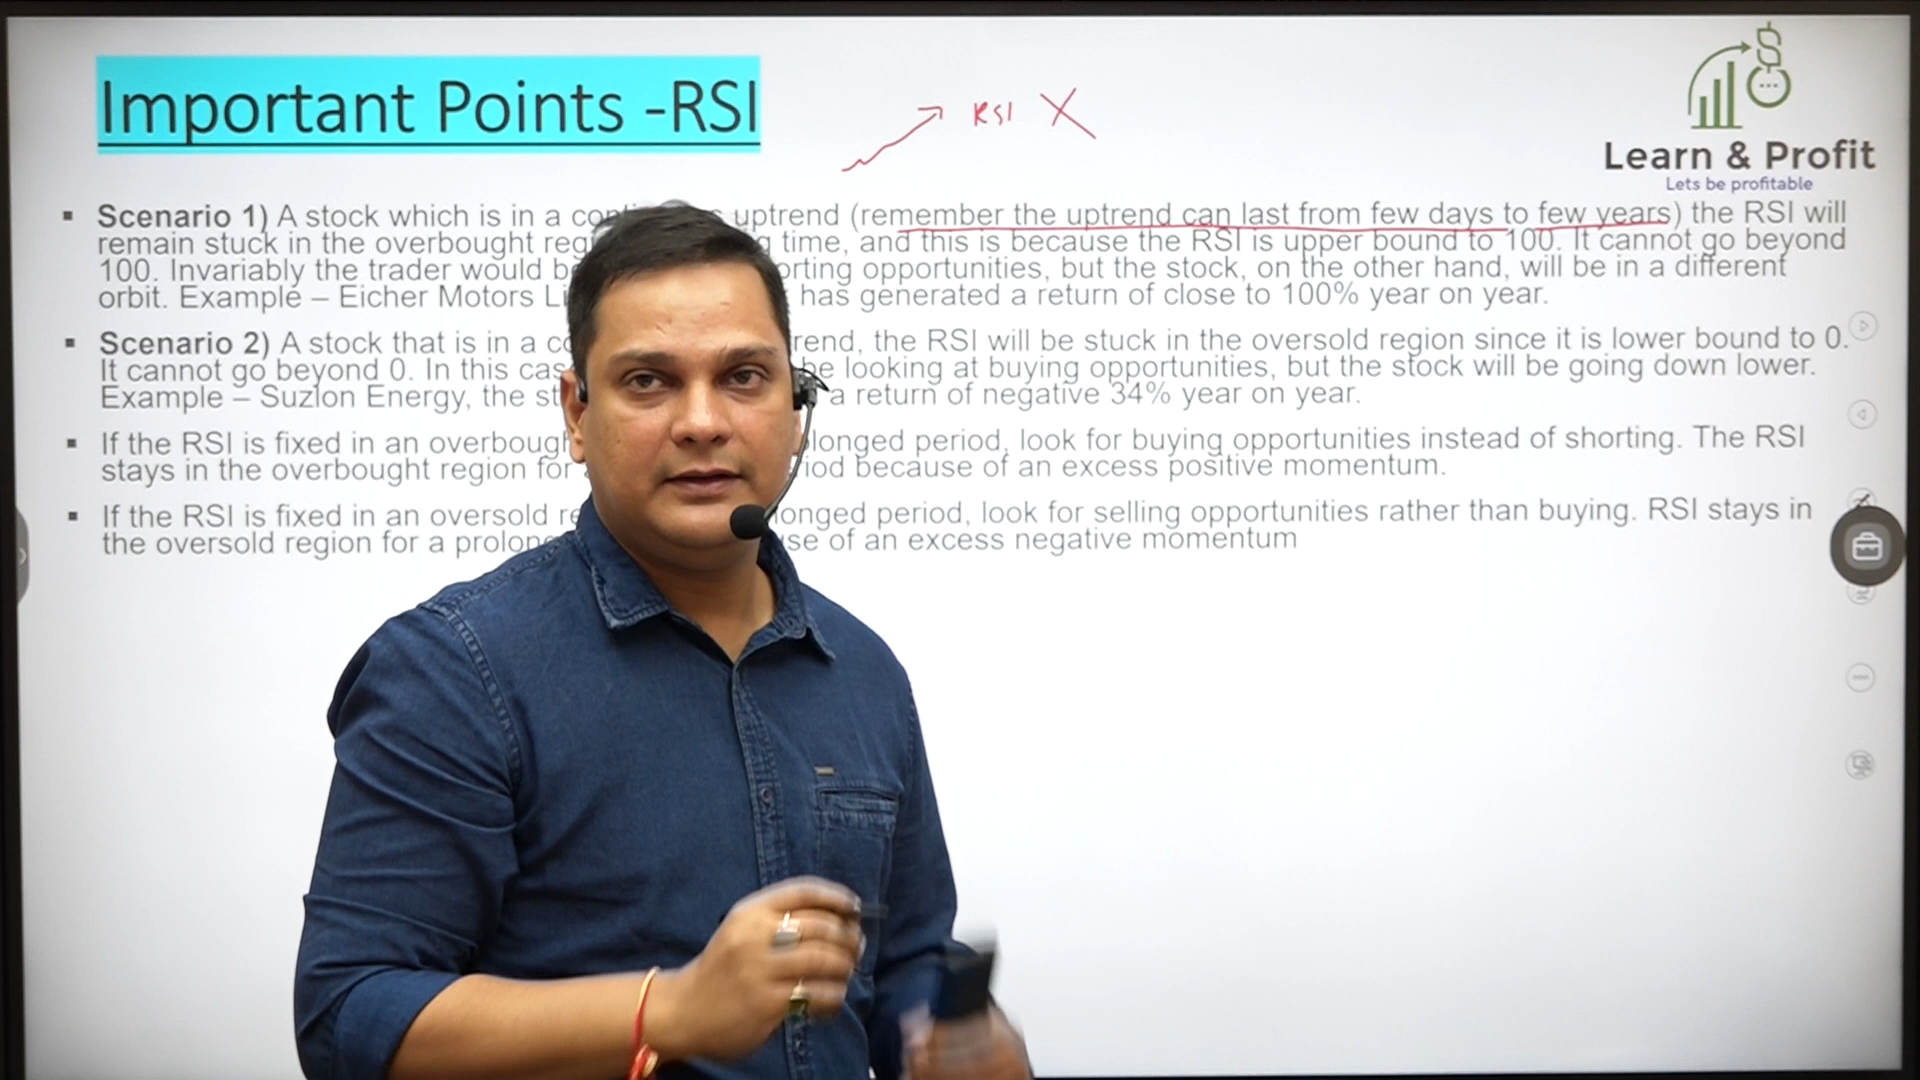 Important Points -RSI
RSI X
Learn & Profit
Lets be profitable
Scenario 1) A stock which is in a uptrend (remember the uptrend can last from few days to few years) the RSI will
remain stuck in the overbought time, and this is because the RSI is upper bound to 100. It cannot go beyond
100. Invariably the trader would opportunities, but the stock, on the other hand, will be in a different
orbit. Example – Eicher Motors has generated a return of close to 100% year on year.
Scenario 2) A stock that is in a the RSI will be stuck in the oversold region since it is lower bound to 0.
It cannot go beyond 0. In this looking at buying opportunities, but the stock will be going down lower.
Example – Suzlon Energy, the a return of negative 34% year on year.
If the RSI is fixed in an period, look for buying opportunities instead of shorting. The RSI
stays in the overbought region for because of an excess positive momentum.
If the RSI is fixed in an oversold period, look for selling opportunities rather than buying. RSI stays in
the oversold region for a of an excess negative momentum